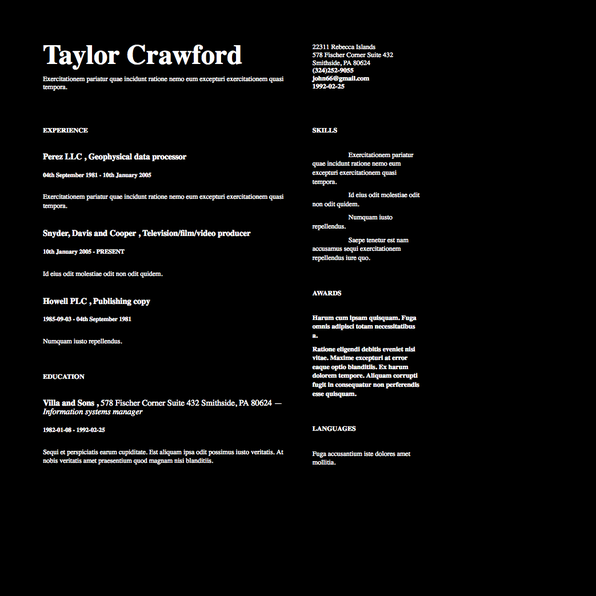 Taylor Crawford
Exercitationem pariatur quae incidunt ratione nemo eum excepturi exercitationem quasi
tempora.
22311 Rebecca Islands
578 Fischer Corner Suite 432
Smithside, PA 80624
(324)252-9055
john66@gmail.com
1992-02-25
EXPERIENCE
Perez LLC , Geophysical data processor
04th September 1981 - 10th January 2005
Exercitationem pariatur quae incidunt ratione nemo eum excepturi exercitationem quasi
tempora.
Snyder, Davis and Cooper , Television/film/video producer
10th January 2005 - PRESENT
Id eius odit molestiae odit non odit quidem.
Howell PLC , Publishing copy
1985-09-03 - 04th September 1981
Numquam iusto repellendus.
EDUCATION
Villa and Sons , 578 Fischer Corner Suite 432 Smithside, PA 80624 —
Information systems manager
1982-01-08 - 1992-02-25
Sequi et perspiciatis earum cupiditate. Est aliquam ipsa odit possimus iusto veritatis. At
nobis veritatis amet praesentium quod magnam nisi blanditiis.
SKILLS
Exercitationem pariatur
quae incidunt ratione nemo eum
excepturi exercitationem quasi
tempora.
Id eius odit molestiae odit
non odit quidem.
Numquam iusto
repellendus.
Saepe tenetur est nam
accusamus sequi exercitationem
repellendus iure quo.
AWARDS
Harum cum ipsam quisquam. Fuga
omnis adipisci totam necessitatibus
a.
Ratione eligendi debitis eveniet nisi
vitae. Maxime excepturi at error
eaque optio blanditiis. Ex harum
dolorem tempore. Aliquam corrupti
fugit in consequatur non perferendis
esse quisquam.
LANGUAGES
Fuga accusantium iste dolores amet
mollitia.